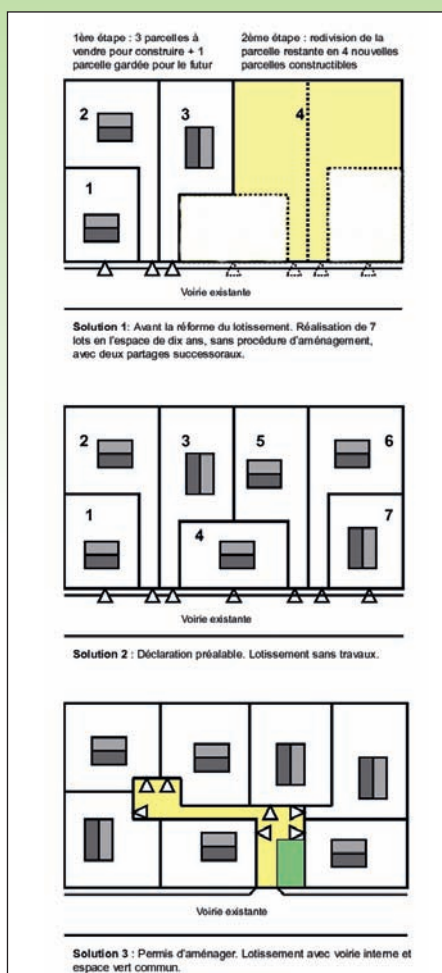 1ère étape : 3 parcelles à
vendre pour construire + 1
parcelle gardée pour le futur
2ème étape : redivision de la
parcelle restante en 4 nouvelles
parcelles constructibles
2
3
4
1
Voirie existante
Solution 1: Avant la réforme du lotissement. Réalisation de 7
lots en l'espace de dix ans, sans procédure d'aménagement,
avec deux partages successoraux.
2
3
5
6
1
4
7
Voirie existante
Solution 2 : Déclaration préalable. Lotissement sans travaux.
Voirie existante
Solution 3 : Permis d'aménager. Lotissement avec voirie interne et
espace vert commun.